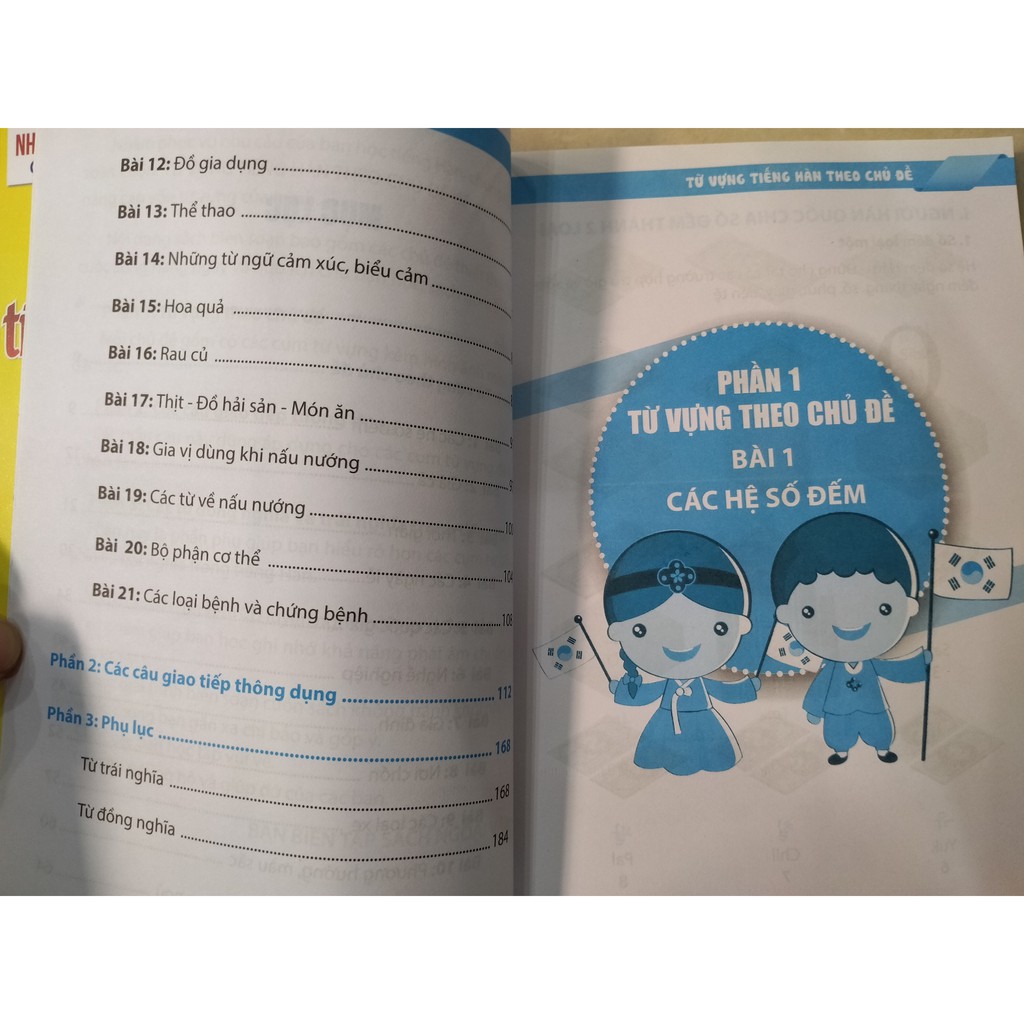 NH
Bài 12: Đồ gia dụng
Bài 13: Thể thao
Bài 14: Những từ ngữ cảm xúc, biểu cảm
Bài 15: Hoa quả
Bài 16: Rau củ
Bài 17: Thịt - Đồ hải sản - Món ăn
Bài 18: Gia vị dùng khi nấu nướng
Bài 19: Các từ về nấu nướng
Bài 20: Bộ phận cơ thể 104
Bài 21: Các loại bệnh và chứng bệnh 108
Phần 2: Các câu giao tiếp thông dụng 112
Phần 3: Phụ lục 168
Từ trái nghĩa 168
Từ đồng nghĩa 184
TỪ VỰNG TIẾNG HÀN THEO CHỦ ĐỀ
PHẦN 1
TỪ VỰNG THEO CHỦ ĐỀ
BÀI 1
CÁC HỆ SỐ ĐẾM